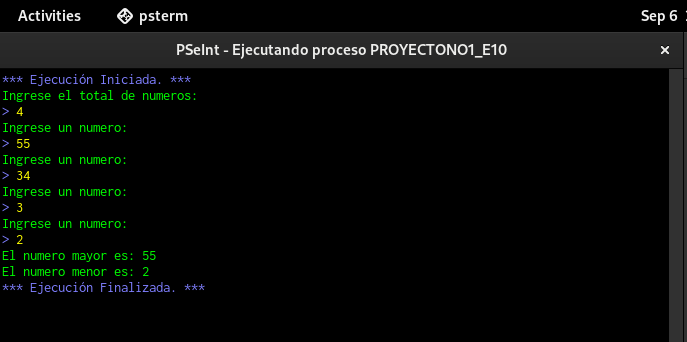 Activities
psterm
Sep 6
PSeInt - Ejecutando proceso PROYECTONO1_E10
×
*** Ejecución Iniciada. ***
Ingrese el total de numeros:
> 4
Ingrese un numero:
> 55
Ingrese un numero:
> 34
Ingrese un numero:
> 3
Ingrese un numero:
> 2
El numero mayor es: 55
El numero menor es: 2
*** Ejecución Finalizada. ***